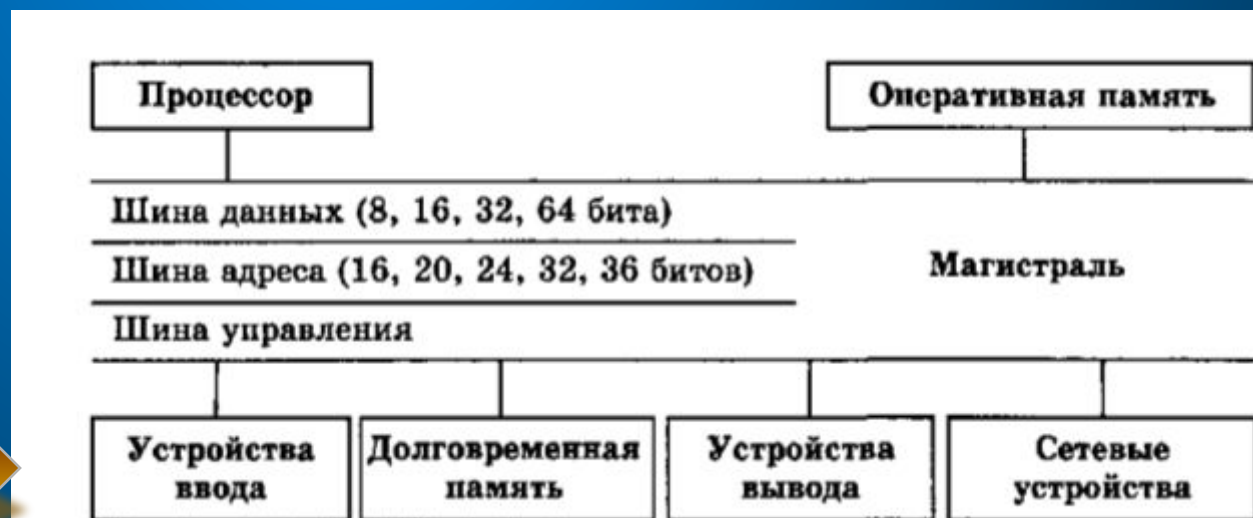 Процессор
Оперативная память
Шина данных (8, 16, 32, 64 бита)
Шина адреса (16, 20, 24, 32, 36 битов)
Магистраль
Шина управления
Устройства
ввода
Долговременная
память
Устройства
вывода
Сетевые
устройства